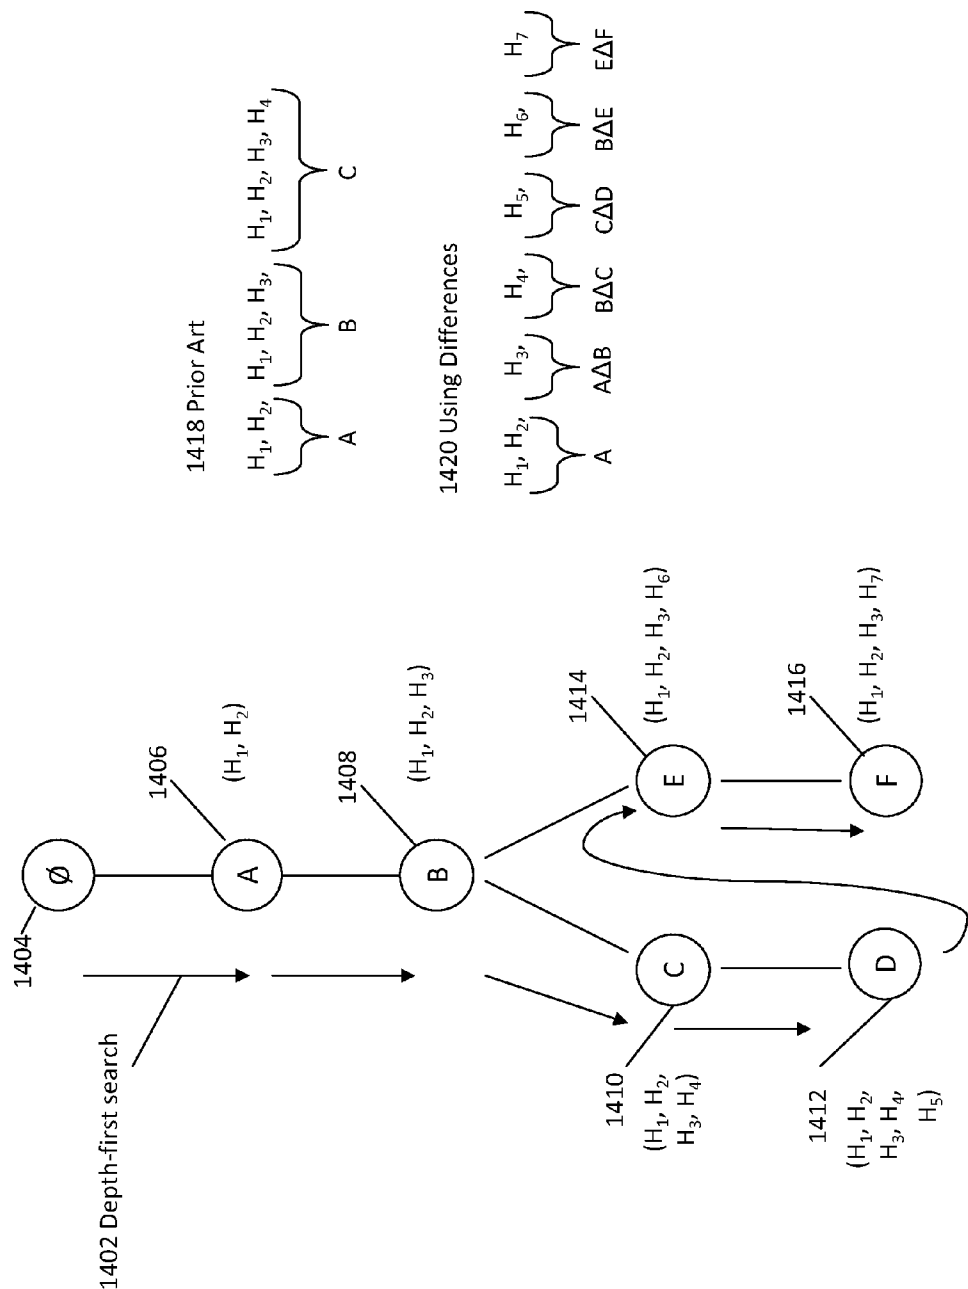 1402 Depth-first search
1404
Ø
1406
A
(H₁, H₂)
1408
B
(H₁, H₂, H₃)
1410
(H₁, H₂,
H₃, H₄)
C
1412
(H₁, H₂,
H₃, H₄,
H₅)
D
1414
E
(H₁, H₂, H₃, H₆)
1416
F
(H₁, H₂, H₃, H₇)
1418 Prior Art
H₁, H₂, H₁, H₂, H₃, H₁, H₂, H₃, H₄
A B C
1420 Using Differences
H₁, H₂, H₃, H₄, H₅, H₆, H₇
A AΔB BΔC CΔD BΔE EΔF